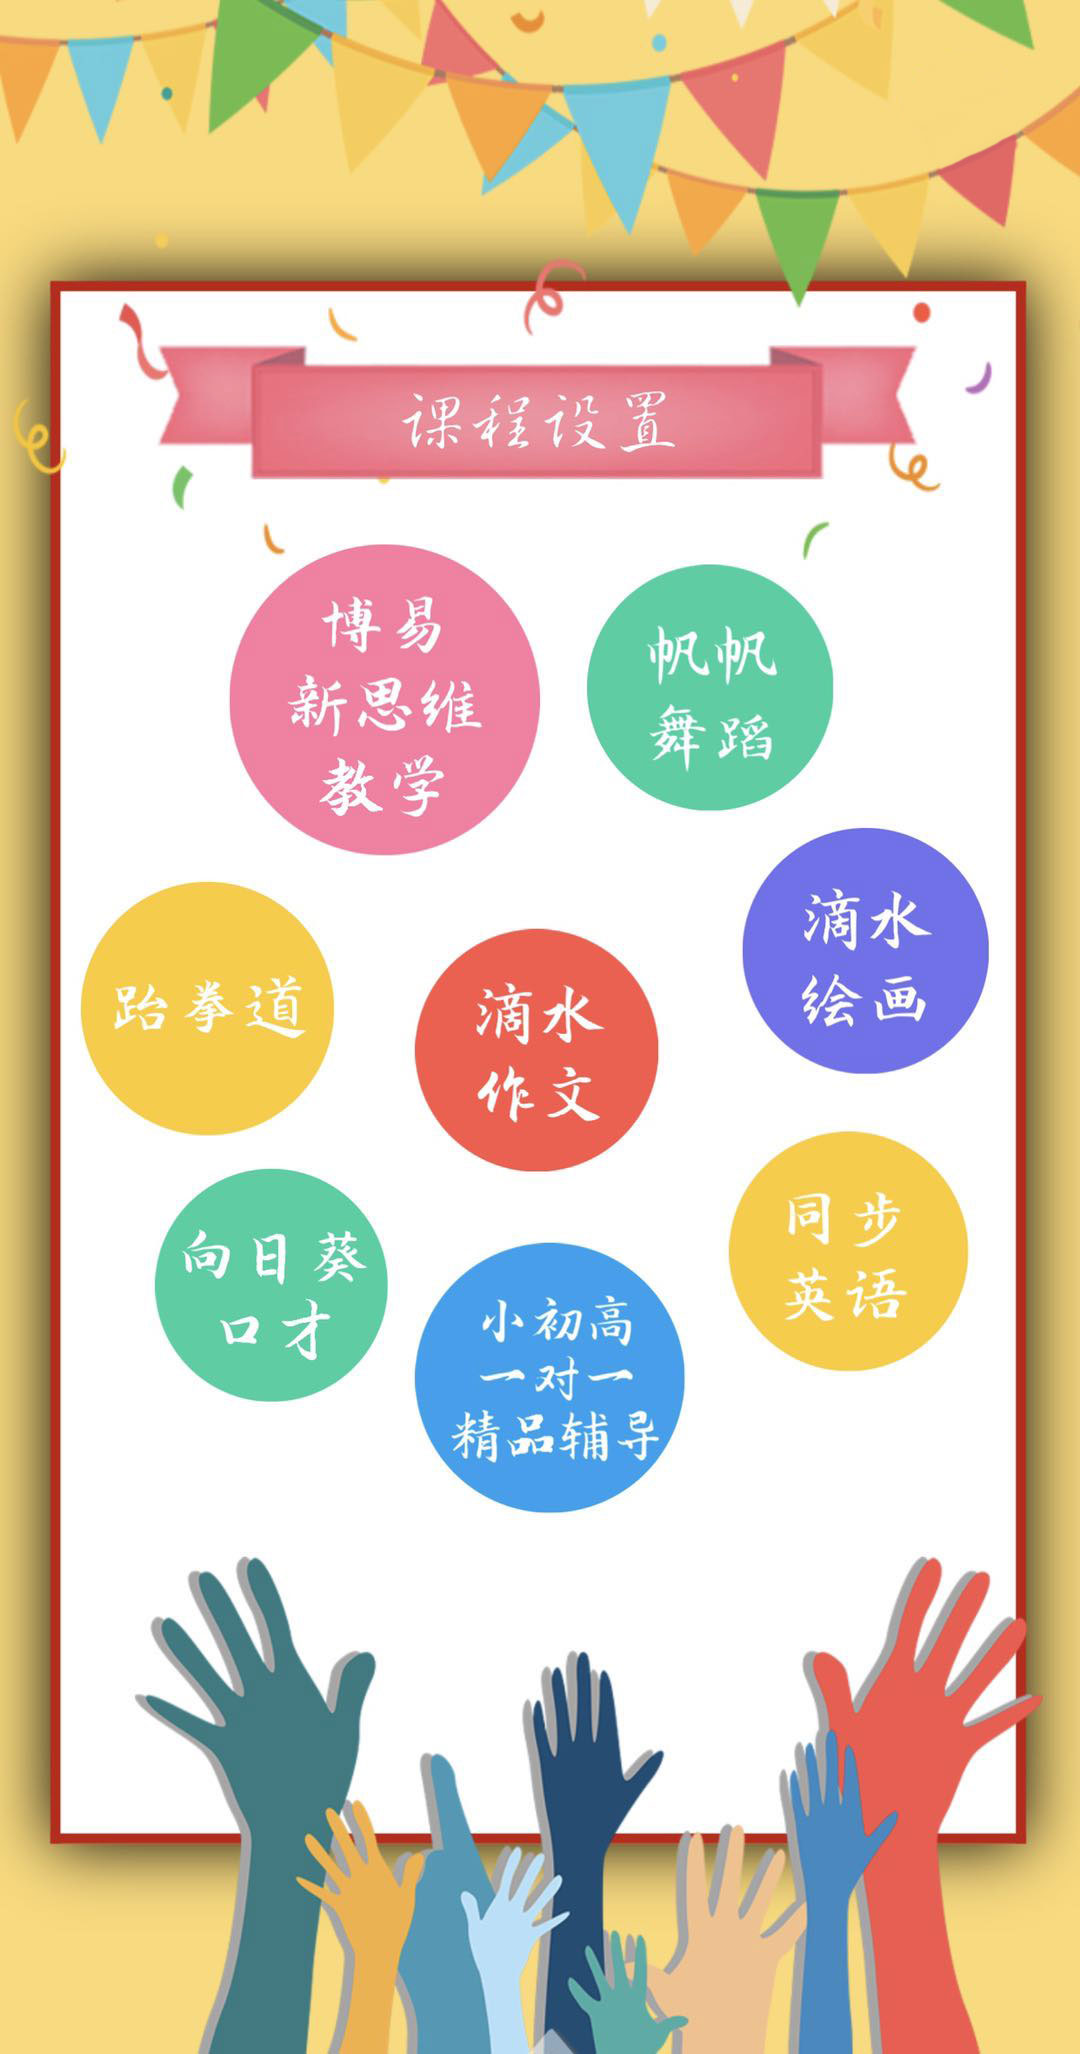 课程设置
博易
新思维
教学
帆帆
舞蹈
滴水
绘画
跆拳道
滴水
作文
同步
英语
向日葵
口才
小初高
一对一
精品辅导